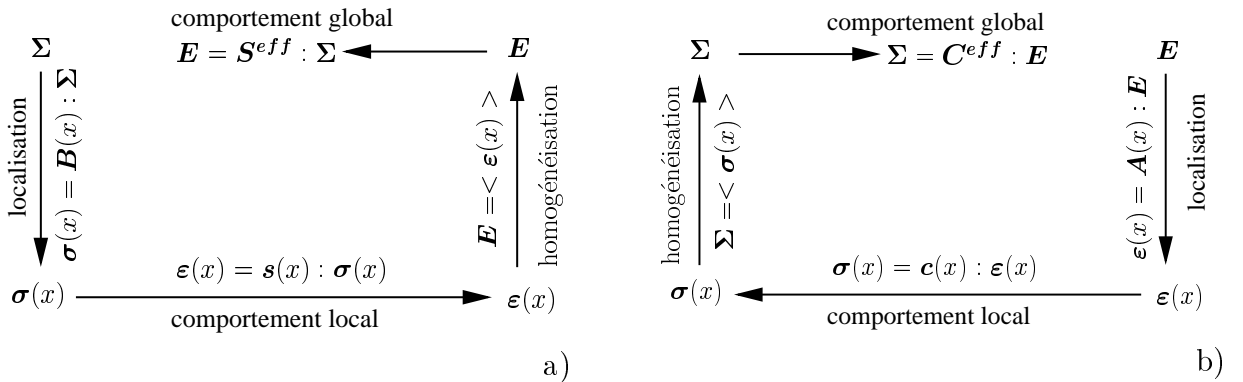 comportement global
Σ
E = S^eff : Σ
E
localisation
σ(x) = B(x) : Σ
E =< ε(x) >
homogénéisation
ε(x) = s(x) : σ(x)
σ(x)
ε(x)
comportement local
a)
comportement global
Σ
Σ = C^eff : E
E
homogénéisation
Σ =< σ(x) >
ε(x) = A(x) : E
localisation
σ(x) = c(x) : ε(x)
σ(x)
ε(x)
comportement local
b)